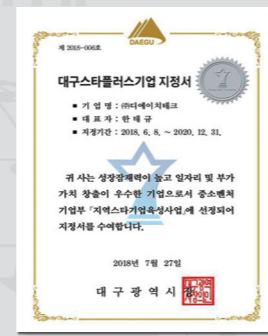 DAEGU
제 2018-006호
대구스타플러스기업 지정서
■ 기 업 명 : ㈜디에이치테크
■ 대 표 자 : 한 태 규
■ 지정기간 : 2018. 6. 8. ~ 2020. 12. 31.
귀 사는 성장잠재력이 높고 일자리 및 부가
가치 창출이 우수한 기업으로서 중소벤처
기업부 「지역스타기업육성사업」에 선정되어
지정서를 수여합니다.
2018년 7월 27일
대 구 광 역 시 장